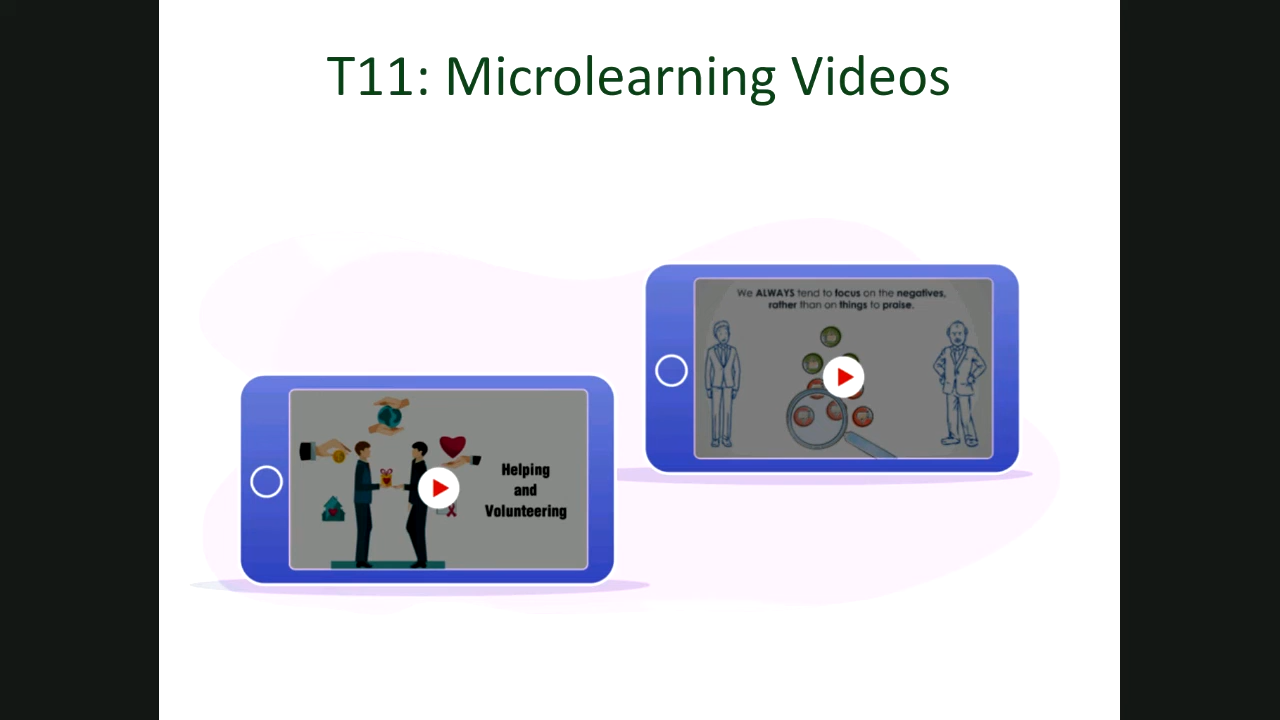 T11: Microlearning Videos
We ALWAYS tend to focus on the negatives,
rather than on things to praise.
Helping
and
Volunteering